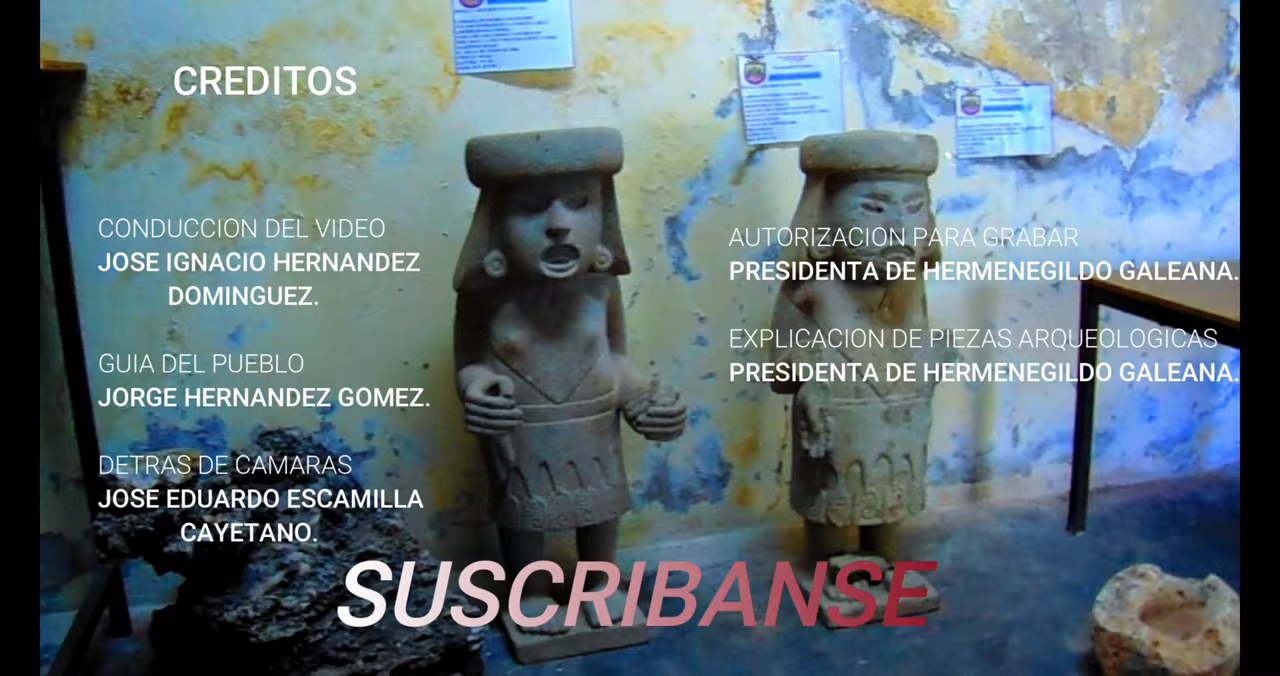 CREDITOS
CONDUCCION DEL VIDEO
JOSE IGNACIO HERNANDEZ
DOMINGUEZ.
GUIA DEL PUEBLO
JORGE HERNANDEZ GOMEZ.
DETRAS DE CAMARAS
JOSE EDUARDO ESCAMILLA
CAYETANO.
AUTORIZACION PARA GRABAR
PRESIDENTA DE HERMENEGILDO GALEANA.
EXPLICACION DE PIEZAS ARQUEOLOGICAS
PRESIDENTA DE HERMENEGILDO GALEANA.
SUSCRIBANSE